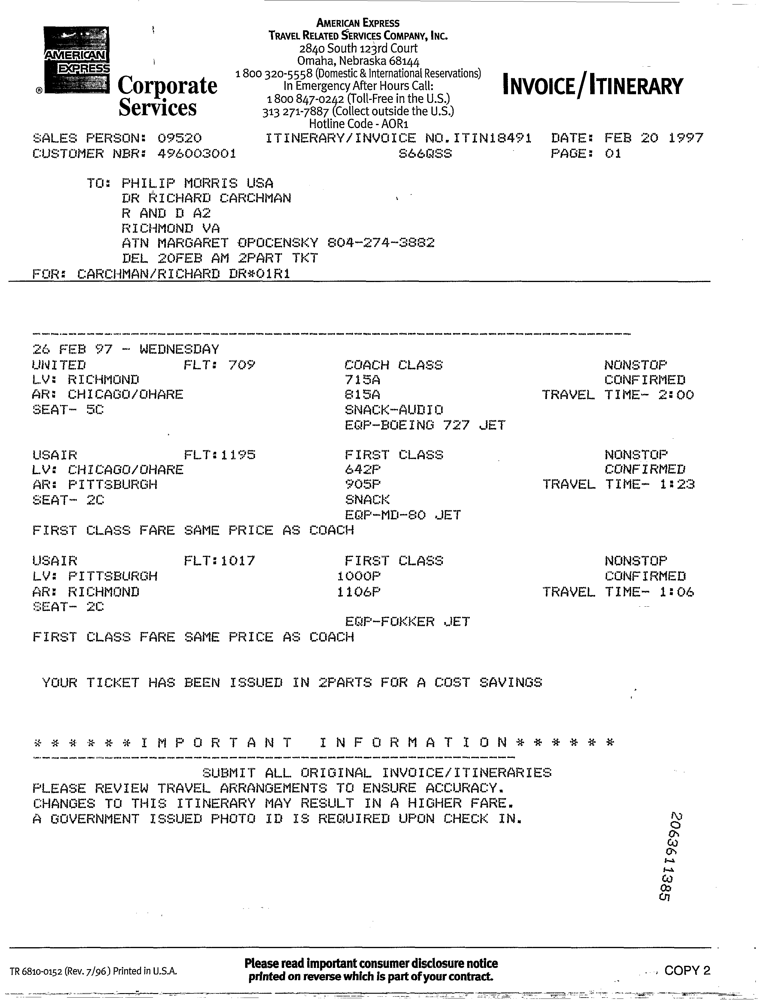 AMERICAN EXPRESS
TRAVEL RELATED SERVICES COMPANY, INC.
2840 South 123rd Court
Omaha, Nebraska 68144
1 800 320-5558 (Domestic & International Reservations)
In Emergency After Hours Call:
1 800 847-0242 (Toll-Free in the U.S.)
313 271-7887 (Collect outside the U.S.)
Hotline Code - AOR1
AMERICAN
EXPRESS
®
Corporate
Services
INVOICE/ITINERARY
SALES PERSON: 09520 ITINERARY/INVOICE NO. ITIN18491 DATE: FEB 20 1997
CUSTOMER NBR: 496003001 S66QSS PAGE: 01
TO: PHILIP MORRIS USA
DR RICHARD CARCHMAN
R AND D A2
RICHMOND VA
ATN MARGARET OPOCENSKY 804-274-3882
DEL 20FEB AM 2PART TKT
FOR: CARCHMAN/RICHARD DR*01R1
26 FEB 97 - WEDNESDAY
UNITED FLT: 709 COACH CLASS NONSTOP
LV: RICHMOND 715A CONFIRMED
AR: CHICAGO/OHARE 815A TRAVEL TIME- 2:00
SEAT- 5C SNACK-AUDIO
EQP-BOEING 727 JET
USAIR FLT:1195 FIRST CLASS NONSTOP
LV: CHICAGO/OHARE 642P CONFIRMED
AR: PITTSBURGH 905P TRAVEL TIME- 1:23
SEAT- 2C SNACK
EQP-MD-80 JET
FIRST CLASS FARE SAME PRICE AS COACH
USAIR FLT:1017 FIRST CLASS NONSTOP
LV: PITTSBURGH 1000P CONFIRMED
AR: RICHMOND 1106P TRAVEL TIME- 1:06
SEAT- 2C
EQP-FOKKER JET
FIRST CLASS FARE SAME PRICE AS COACH
YOUR TICKET HAS BEEN ISSUED IN 2PARTS FOR A COST SAVINGS
* * * * * * I M P O R T A N T I N F O R M A T I O N * * * * * *
SUBMIT ALL ORIGINAL INVOICE/ITINERARIES
PLEASE REVIEW TRAVEL ARRANGEMENTS TO ENSURE ACCURACY.
CHANGES TO THIS ITINERARY MAY RESULT IN A HIGHER FARE.
A GOVERNMENT ISSUED PHOTO ID IS REQUIRED UPON CHECK IN.
2063611385
TR 6810-0152 (Rev. 7/96) Printed in U.S.A.
Please read important consumer disclosure notice
printed on reverse which is part of your contract.
COPY 2